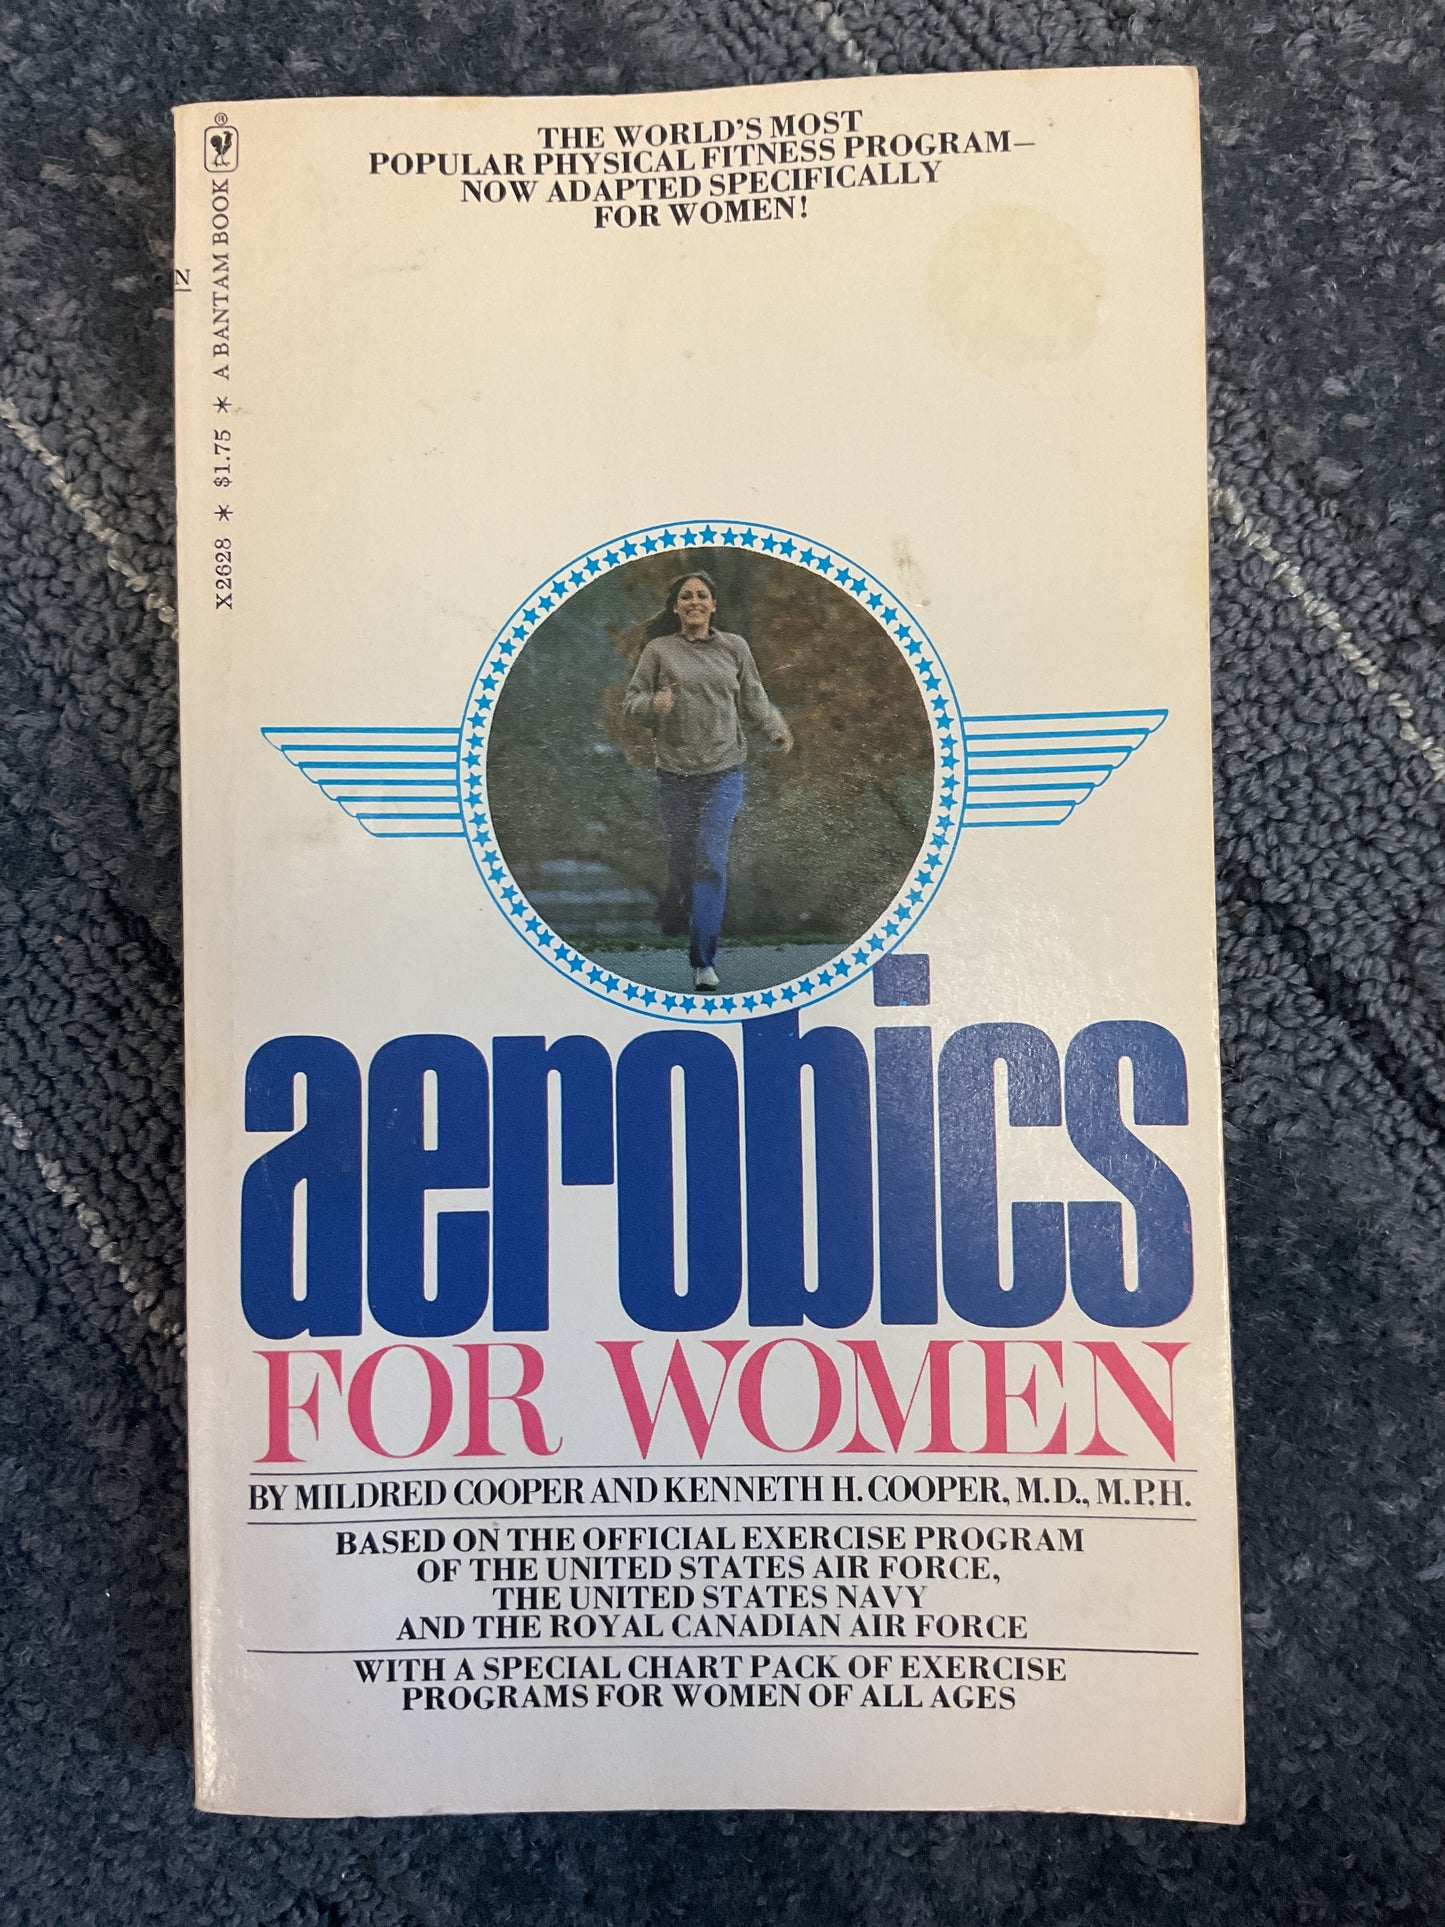 THE WORLD'S MOST
POPULAR PHYSICAL FITNESS PROGRAM—
NOW ADAPTED SPECIFICALLY
FOR WOMEN!
X2628 * $1.75 * A BANTAM BOOK ®
aerobics
FOR WOMEN
BY MILDRED COOPER AND KENNETH H. COOPER, M.D., M.P.H.
BASED ON THE OFFICIAL EXERCISE PROGRAM
OF THE UNITED STATES AIR FORCE,
THE UNITED STATES NAVY
AND THE ROYAL CANADIAN AIR FORCE
WITH A SPECIAL CHART PACK OF EXERCISE
PROGRAMS FOR WOMEN OF ALL AGES